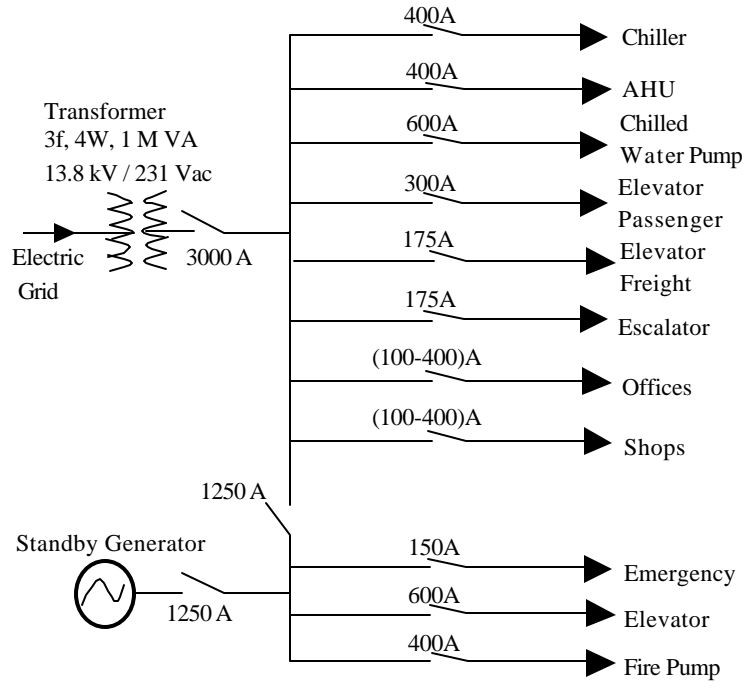 400A
Chiller
400A
AHU
Transformer
3f, 4W, 1 M VA
13.8 kV / 231 Vac
600A
Chilled
Water Pump
300A
Elevator
Passenger
3000 A
Electric
Grid
175A
Elevator
Freight
175A
Escalator
(100-400)A
Offices
(100-400)A
Shops
1250 A
Standby Generator
1250 A
150A
Emergency
600A
Elevator
400A
Fire Pump